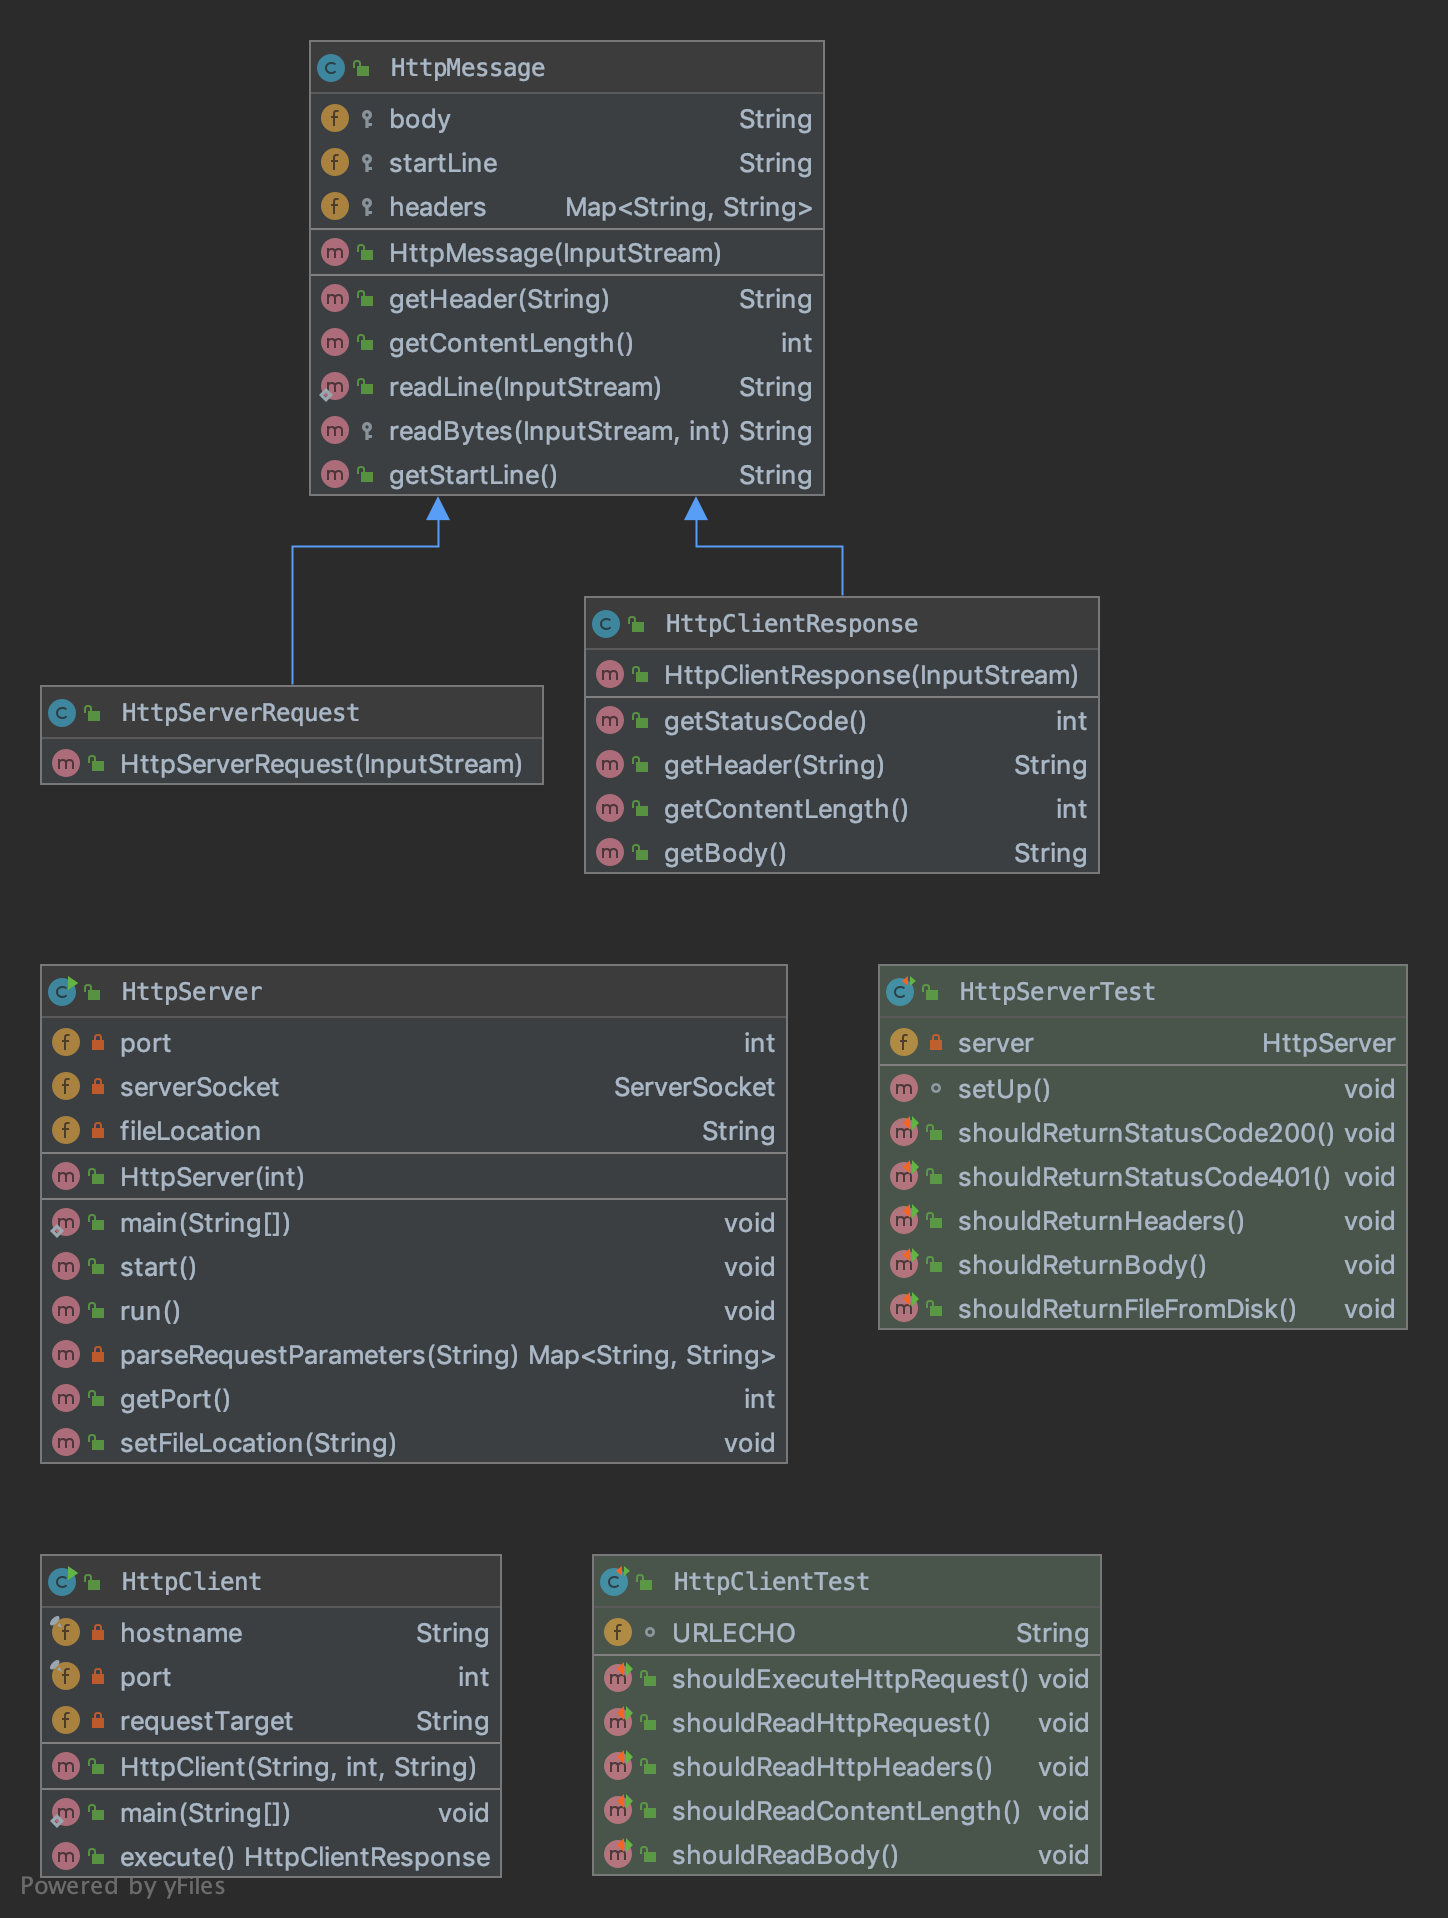 HttpMessage
body String
startLine String
headers Map<String, String>
HttpMessage(InputStream)
getHeader(String) String
getContentLength() int
readLine(InputStream) String
readBytes(InputStream, int) String
getStartLine() String
HttpClientResponse
HttpClientResponse(InputStream)
getStatusCode() int
getHeader(String) String
getContentLength() int
getBody() String
HttpServerRequest
HttpServerRequest(InputStream)
HttpServer
port int
serverSocket ServerSocket
fileLocation String
HttpServer(int)
main(String[]) void
start() void
run() void
parseRequestParameters(String) Map<String, String>
getPort() int
setFileLocation(String) void
HttpServerTest
server HttpServer
setUp() void
shouldReturnStatusCode200() void
shouldReturnStatusCode401() void
shouldReturnHeaders() void
shouldReturnBody() void
shouldReturnFileFromDisk() void
HttpClient
hostname String
port int
requestTarget String
HttpClient(String, int, String)
main(String[]) void
execute() HttpClientResponse
HttpClientTest
URLECHO String
shouldExecuteHttpRequest() void
shouldReadHttpRequest() void
shouldReadHttpHeaders() void
shouldReadContentLength() void
shouldReadBody() void
Powered by yFiles